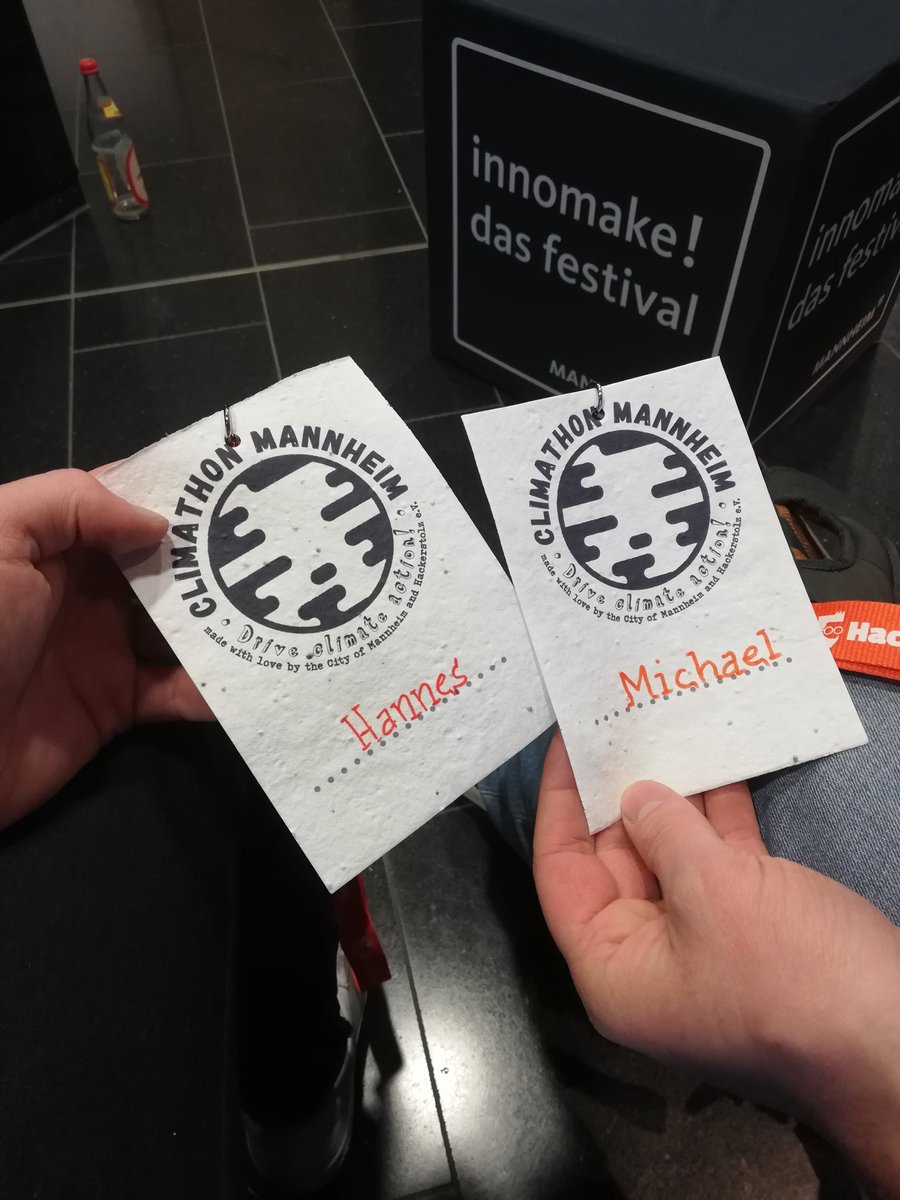 innomake!
das festival
MAN
innoma
das festiv
MANNHEIM²
CLIMATHON MANNHEIM
• Drive climate action! •
made with love by the City of Mannheim and Hackerstolz e.V.
Hannes
CLIMATHON MANNHEIM
• Drive climate action! •
made with love by the City of Mannheim and Hackerstolz e.V.
Michael
Hac